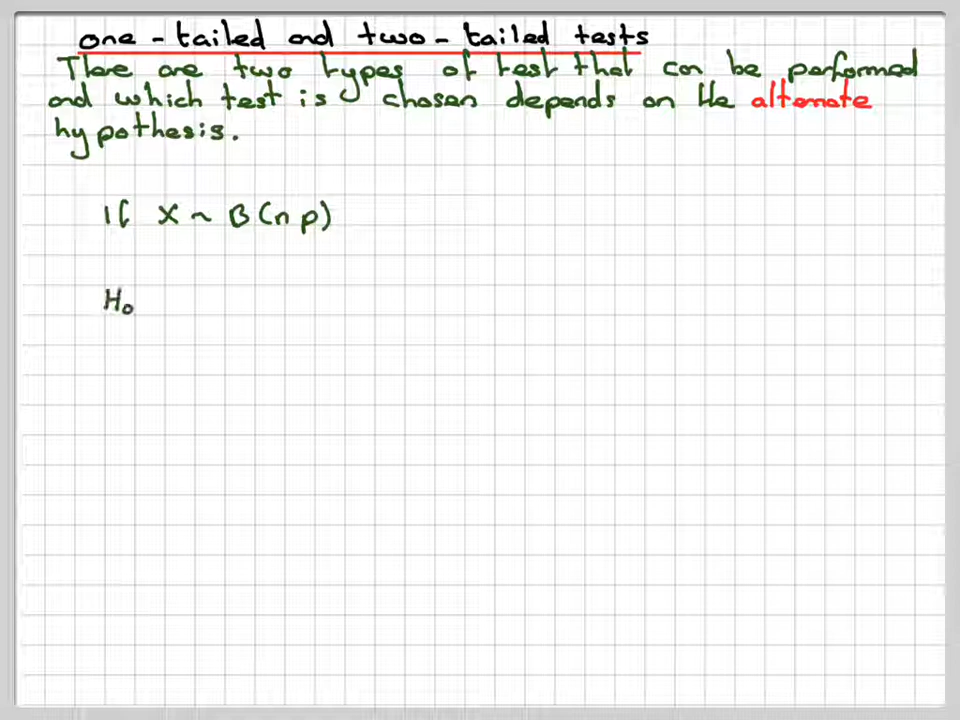 one-tailed and two-tailed tests
There are two types of test that can be performed
and which test is chosen depends on the alternate
hypothesis.
If X ~ B(n p)
H₀